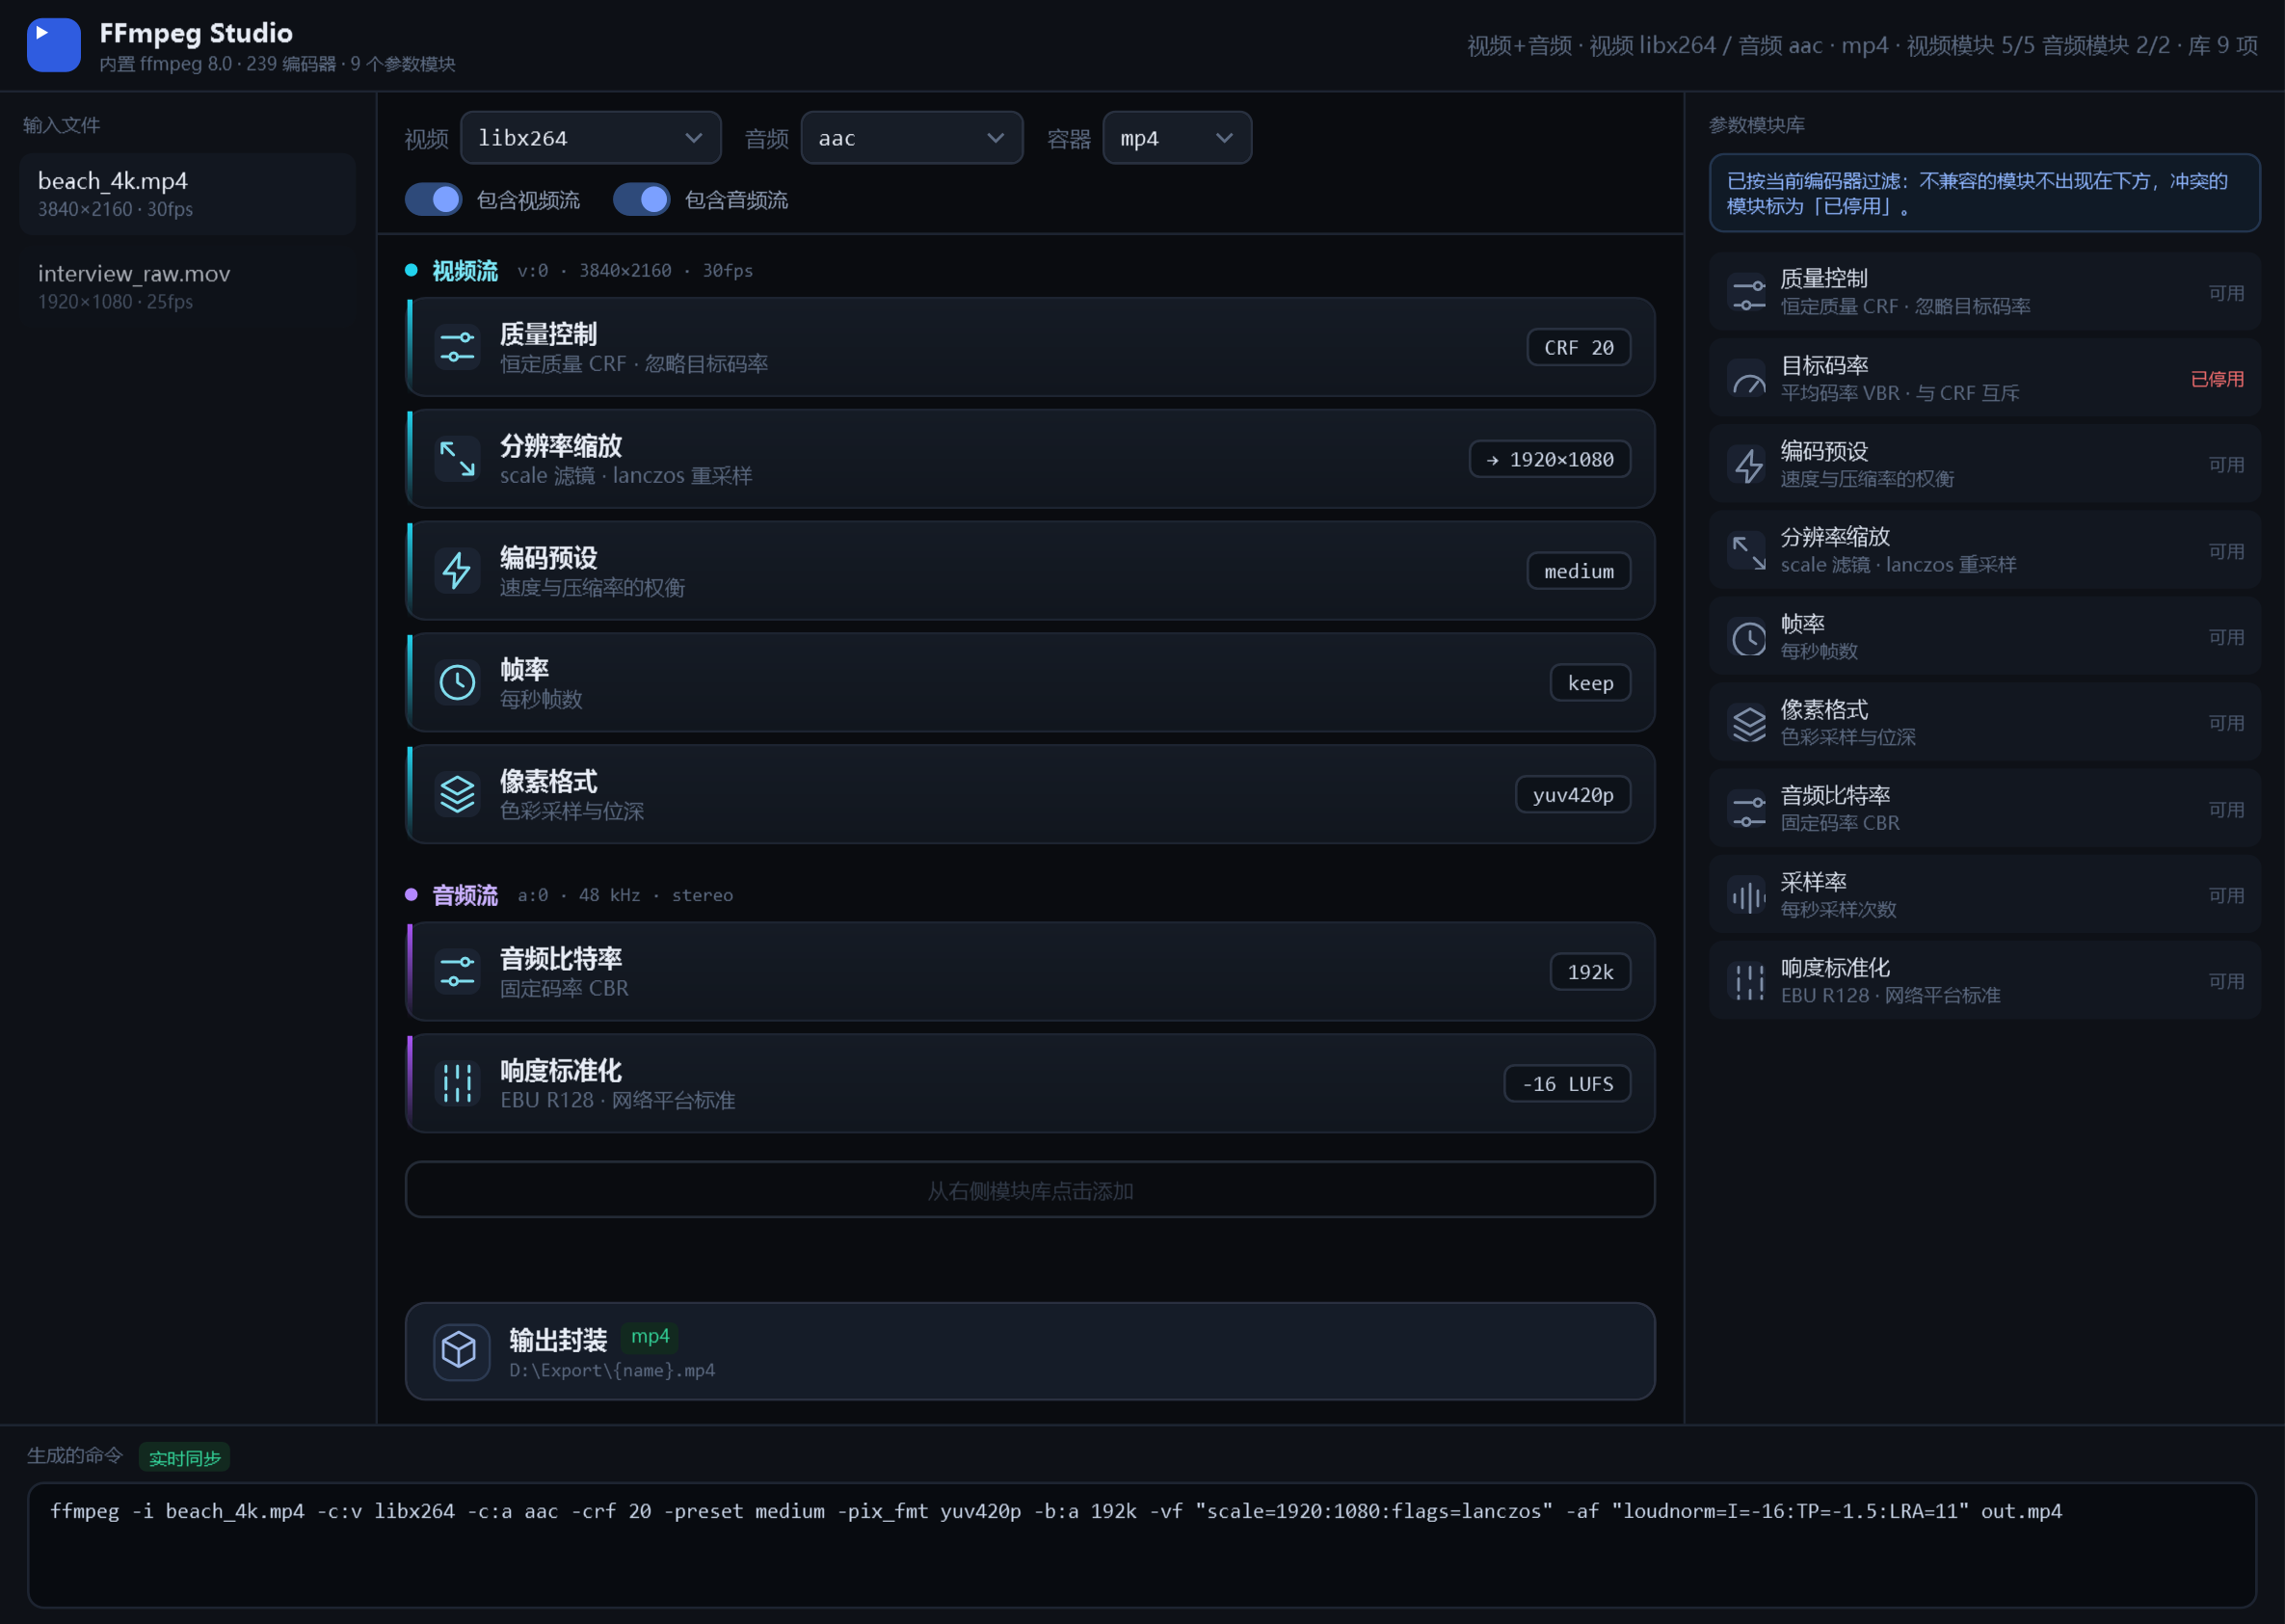 FFmpeg Studio
内置 ffmpeg 8.0 · 239 编码器 · 9 个参数模块
视频+音频 · 视频 libx264 / 音频 aac · mp4 · 视频模块 5/5 音频模块 2/2 · 库 9 项
输入文件
beach_4k.mp4
3840×2160 · 30fps
interview_raw.mov
1920×1080 · 25fps
视频 libx264 音频 aac 容器 mp4
包含视频流 包含音频流
视频流 v:0 · 3840×2160 · 30fps
质量控制
恒定质量 CRF · 忽略目标码率
CRF 20
分辨率缩放
scale 滤镜 · lanczos 重采样
→ 1920×1080
编码预设
速度与压缩率的权衡
medium
帧率
每秒帧数
keep
像素格式
色彩采样与位深
yuv420p
音频流 a:0 · 48 kHz · stereo
音频比特率
固定码率 CBR
192k
响度标准化
EBU R128 · 网络平台标准
-16 LUFS
从右侧模块库点击添加
输出封装 mp4
D:\Export\{name}.mp4
参数模块库
已按当前编码器过滤：不兼容的模块不出现在下方，冲突的
模块标为「已停用」。
质量控制
恒定质量 CRF · 忽略目标码率
可用
目标码率
平均码率 VBR · 与 CRF 互斥
已停用
编码预设
速度与压缩率的权衡
可用
分辨率缩放
scale 滤镜 · lanczos 重采样
可用
帧率
每秒帧数
可用
像素格式
色彩采样与位深
可用
音频比特率
固定码率 CBR
可用
采样率
每秒采样次数
可用
响度标准化
EBU R128 · 网络平台标准
可用
生成的命令 实时同步
ffmpeg -i beach_4k.mp4 -c:v libx264 -c:a aac -crf 20 -preset medium -pix_fmt yuv420p -b:a 192k -vf "scale=1920:1080:flags=lanczos" -af "loudnorm=I=-16:TP=-1.5:LRA=11" out.mp4